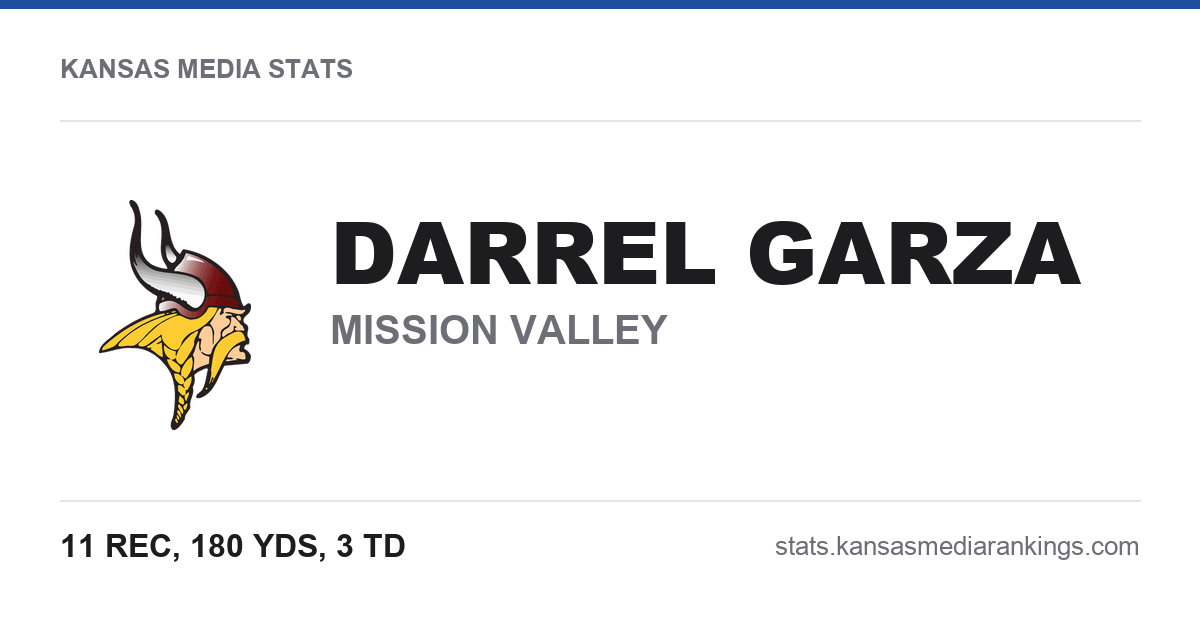 KANSAS MEDIA STATS
DARREL GARZA
MISSION VALLEY
11 REC, 180 YDS, 3 TD
stats.kansasmediarankings.com